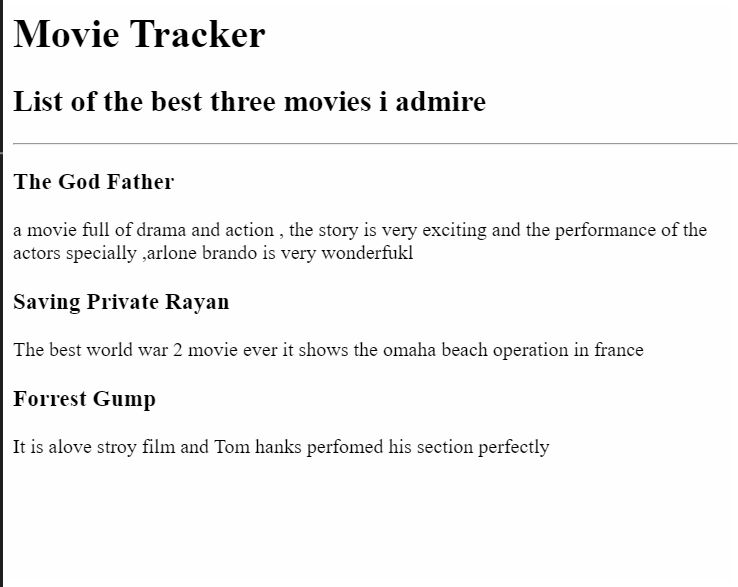 Movie Tracker
List of the best three movies i admire
The God Father
a movie full of drama and action , the story is very exciting and the performance of the
actors specially ,arlone brando is very wonderfukl
Saving Private Rayan
The best world war 2 movie ever it shows the omaha beach operation in france
Forrest Gump
It is alove stroy film and Tom hanks perfomed his section perfectly